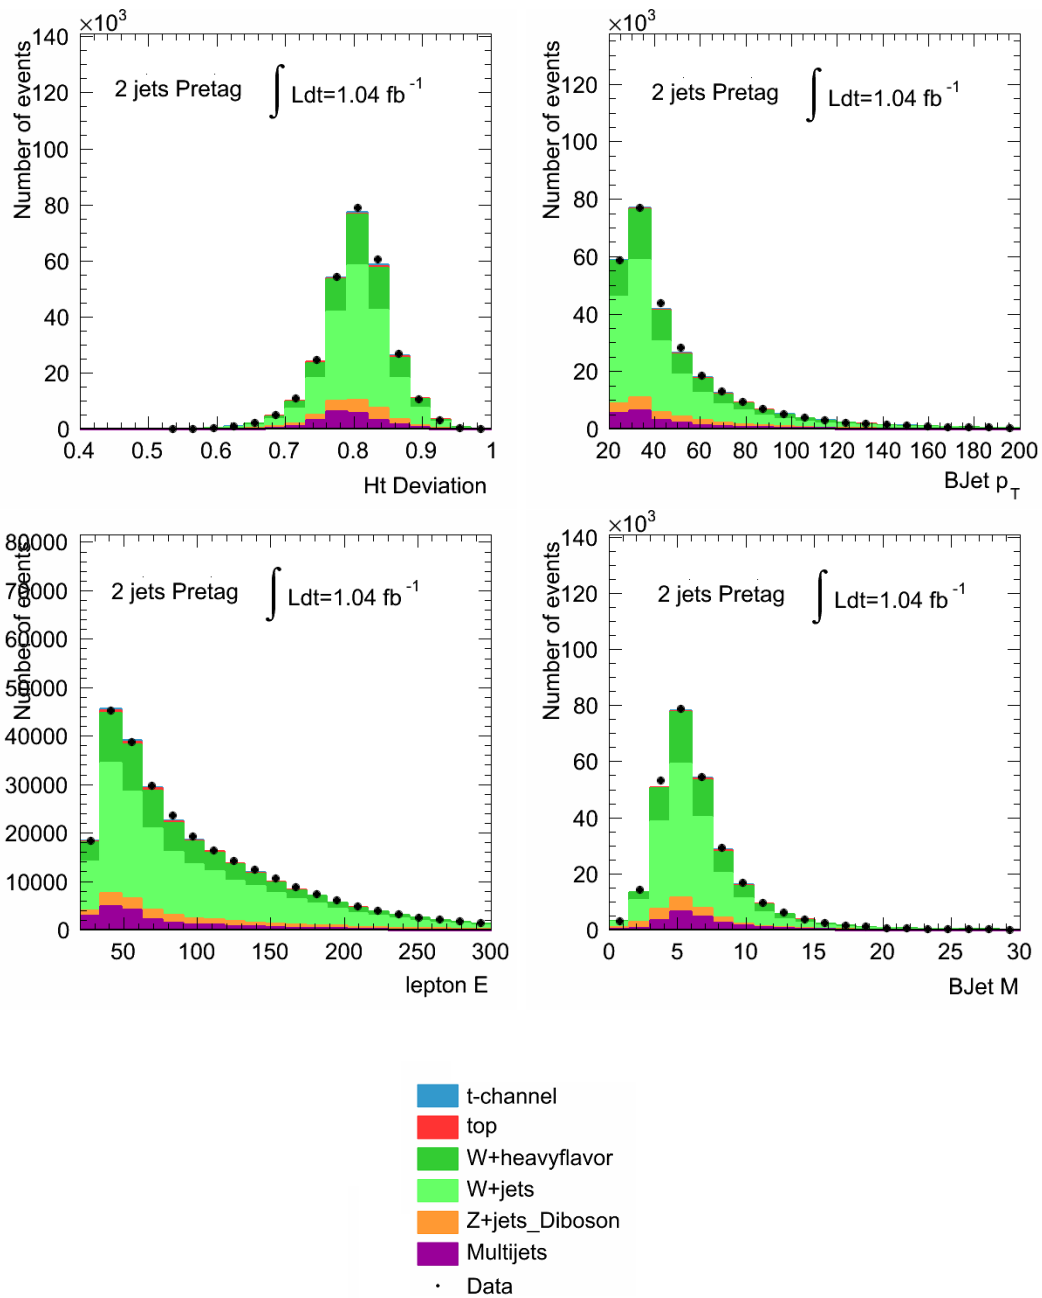 ×10³
140
120
100
80
60
40
20
0
0.4 0.5 0.6 0.7 0.8 0.9 1
Number of events
2 jets Pretag ∫ Ldt=1.04 fb⁻¹
Ht Deviation
×10³
120
100
80
60
40
20
0
20 40 60 80 100 120 140 160 180 200
Number of events
2 jets Pretag ∫ Ldt=1.04 fb⁻¹
BJet p_T
80000
70000
60000
50000
40000
30000
20000
10000
0
50 100 150 200 250 300
Number of events
2 jets Pretag ∫ Ldt=1.04 fb⁻¹
lepton E
×10³
140
120
100
80
60
40
20
0
0 5 10 15 20 25 30
Number of events
2 jets Pretag ∫ Ldt=1.04 fb⁻¹
BJet M
t-channel
top
W+heavyflavor
W+jets
Z+jets_Diboson
Multijets
Data